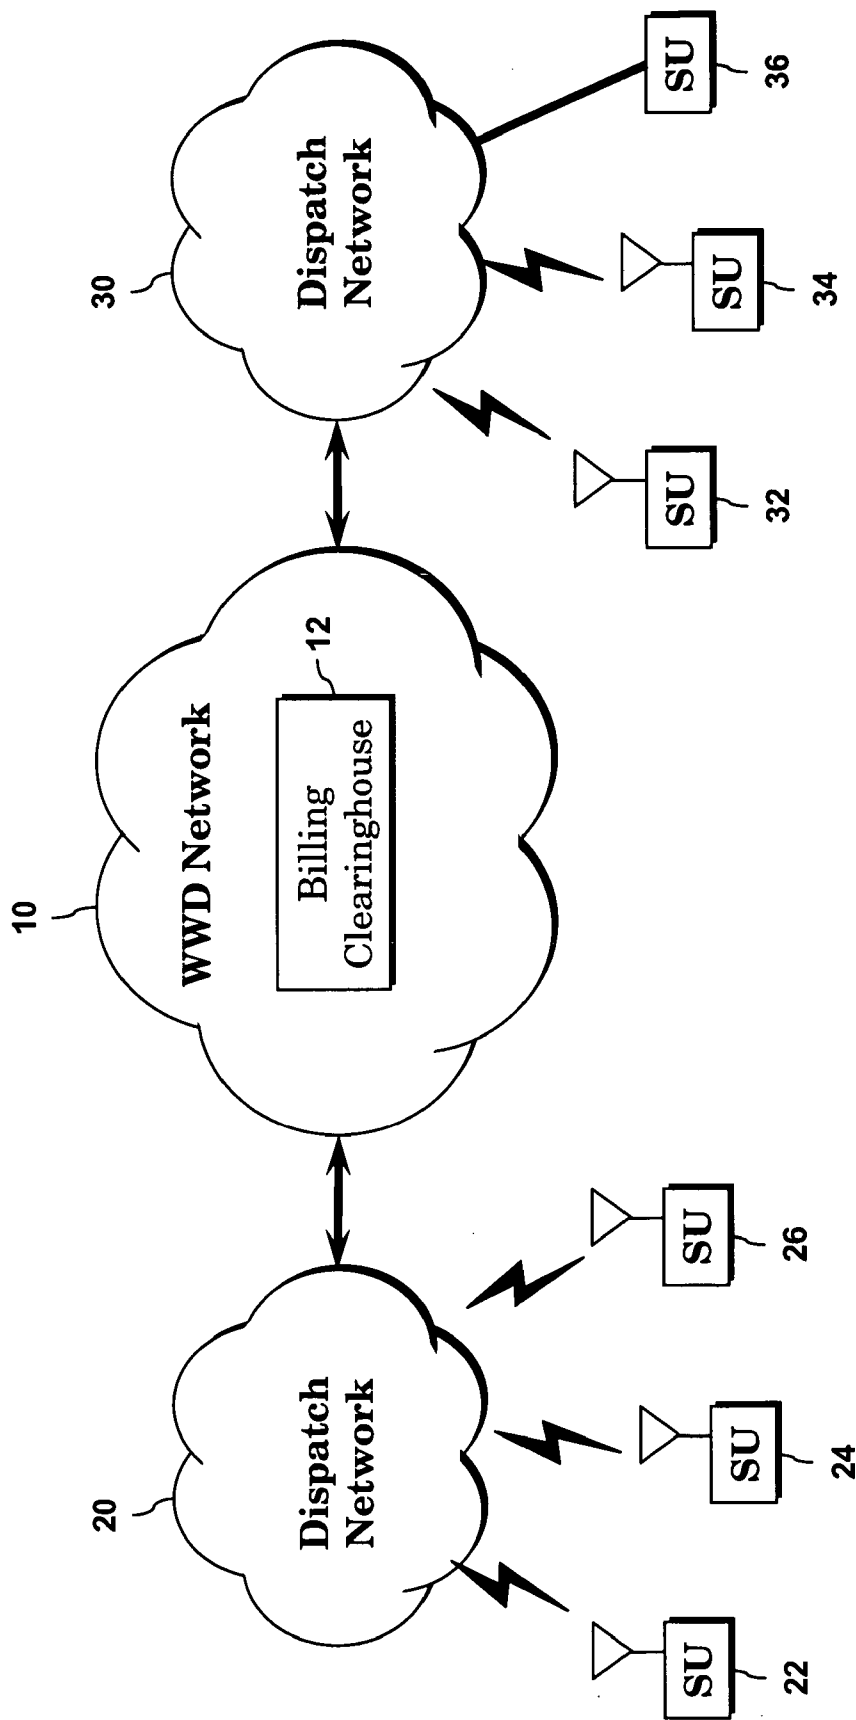 10
20
30
WWD Network
Dispatch
Network
Billing
Clearinghouse
12
Dispatch
Network
SU
22
SU
24
SU
26
SU
32
SU
34
SU
36